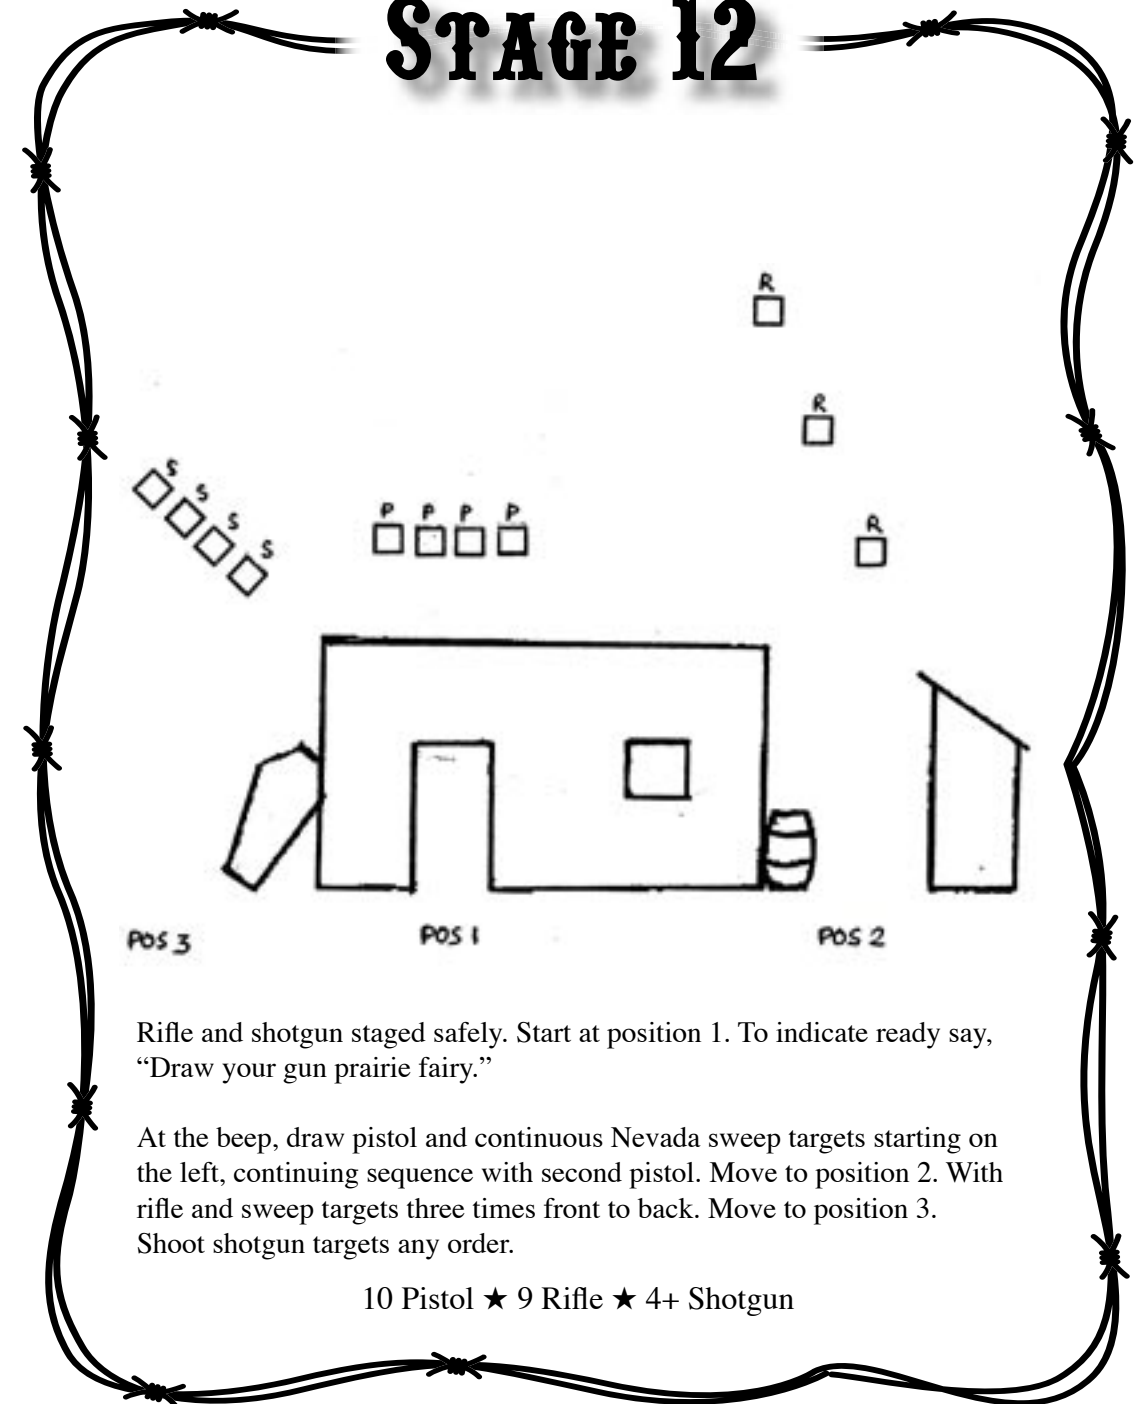 Stage 12
R
R
S
S
S
S
P P P P
R
POS 3 POS 1 POS 2
Rifle and shotgun staged safely. Start at position 1. To indicate ready say,
“Draw your gun prairie fairy.”
At the beep, draw pistol and continuous Nevada sweep targets starting on
the left, continuing sequence with second pistol. Move to position 2. With
rifle and sweep targets three times front to back. Move to position 3.
Shoot shotgun targets any order.
10 Pistol ★ 9 Rifle ★ 4+ Shotgun